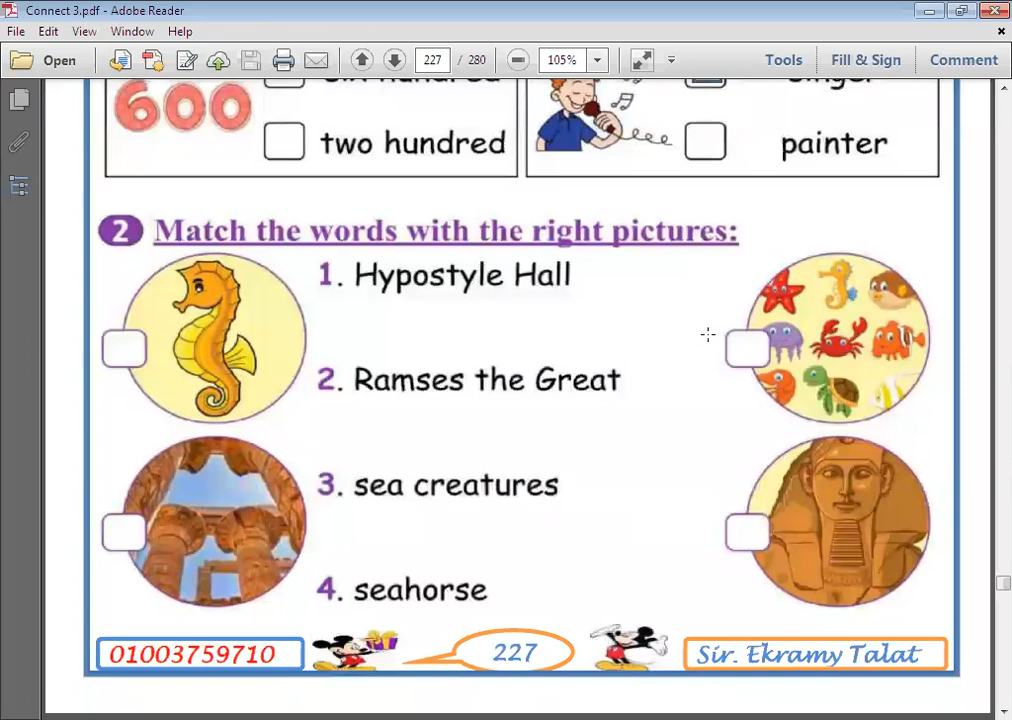 Connect 3.pdf - Adobe Reader
File Edit View Window Help
Open 227 / 280 105% Tools Fill & Sign Comment
600
two hundred
painter
2 Match the words with the right pictures:
1. Hypostyle Hall
2. Ramses the Great
3. sea creatures
4. seahorse
01003759710 227 Sir. Ekramy Talat